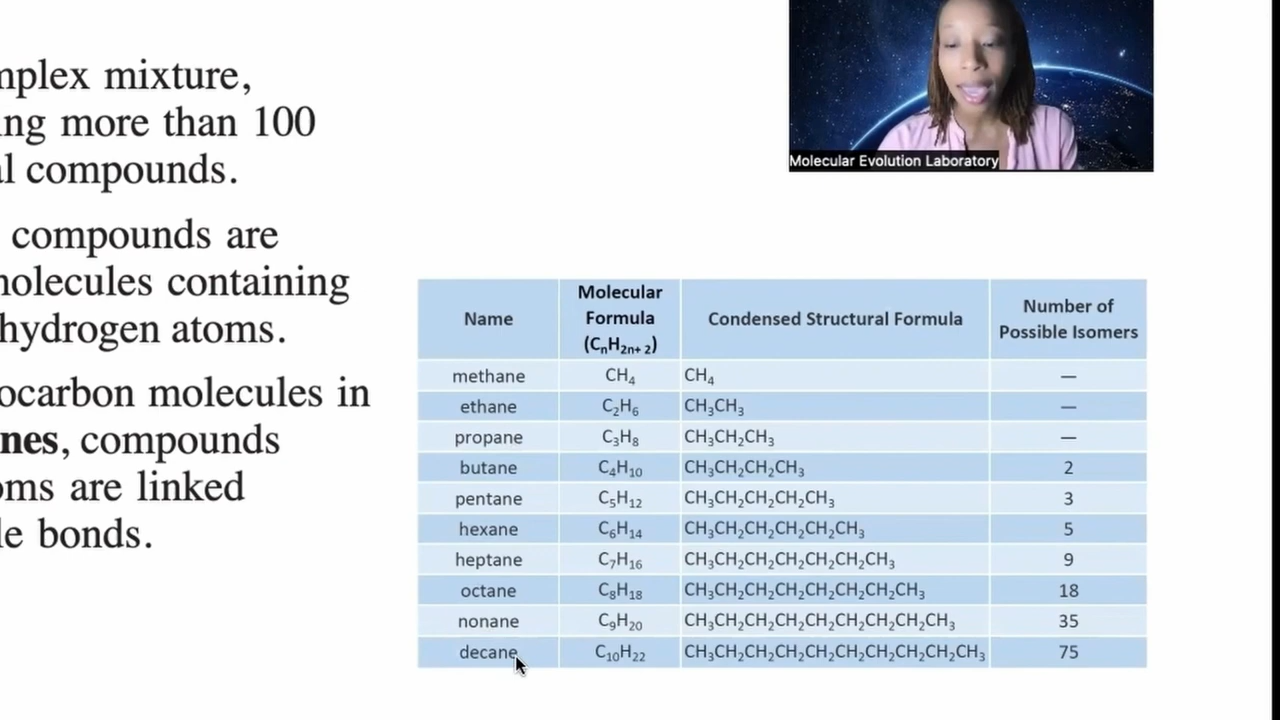 mplex mixture,
ing more than 100
al compounds.
compounds are
nolecules containing
hydrogen atoms.
ocarbon molecules in
nes, compounds
oms are linked
le bonds.
Molecular Evolution Laboratory
Name Molecular Formula (CₙH₂ₙ₊₂) Condensed Structural Formula Number of Possible Isomers
methane CH₄ CH₄ —
ethane C₂H₆ CH₃CH₃ —
propane C₃H₈ CH₃CH₂CH₃ —
butane C₄H₁₀ CH₃CH₂CH₂CH₃ 2
pentane C₅H₁₂ CH₃CH₂CH₂CH₂CH₃ 3
hexane C₆H₁₄ CH₃CH₂CH₂CH₂CH₂CH₃ 5
heptane C₇H₁₆ CH₃CH₂CH₂CH₂CH₂CH₂CH₃ 9
octane C₈H₁₈ CH₃CH₂CH₂CH₂CH₂CH₂CH₂CH₃ 18
nonane C₉H₂₀ CH₃CH₂CH₂CH₂CH₂CH₂CH₂CH₂CH₃ 35
decane C₁₀H₂₂ CH₃CH₂CH₂CH₂CH₂CH₂CH₂CH₂CH₂CH₃ 75